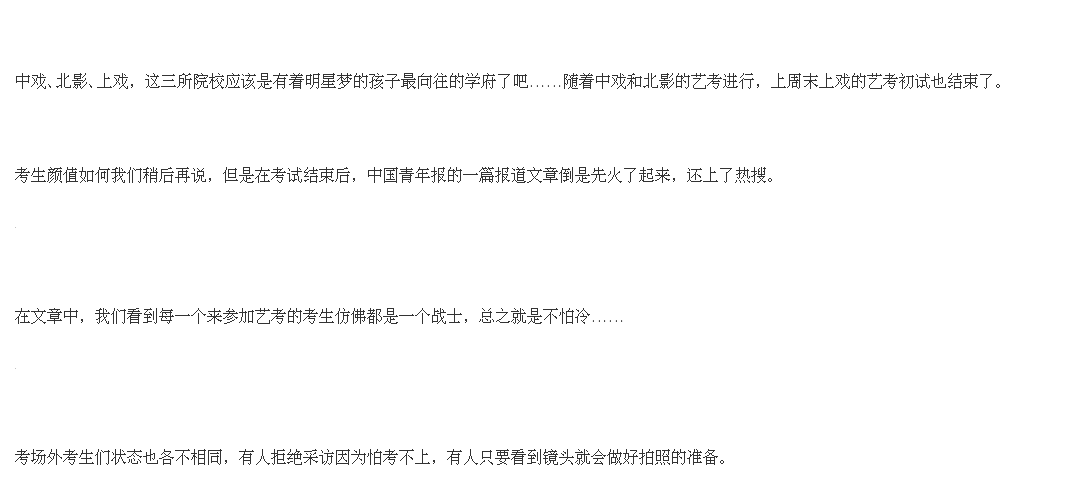 中戏、北影、上戏，这三所院校应该是有着明星梦的孩子最向往的学府了吧……随着中戏和北影的艺考进行，上周末上戏的艺考初试也结束了。
考生颜值如何我们稍后再说，但是在考试结束后，中国青年报的一篇报道文章倒是先火了起来，还上了热搜。
在文章中，我们看到每一个来参加艺考的考生仿佛都是一个战士，总之就是不怕冷……
考场外考生们状态也各不相同，有人拒绝采访因为怕考不上，有人只要看到镜头就会做好拍照的准备。